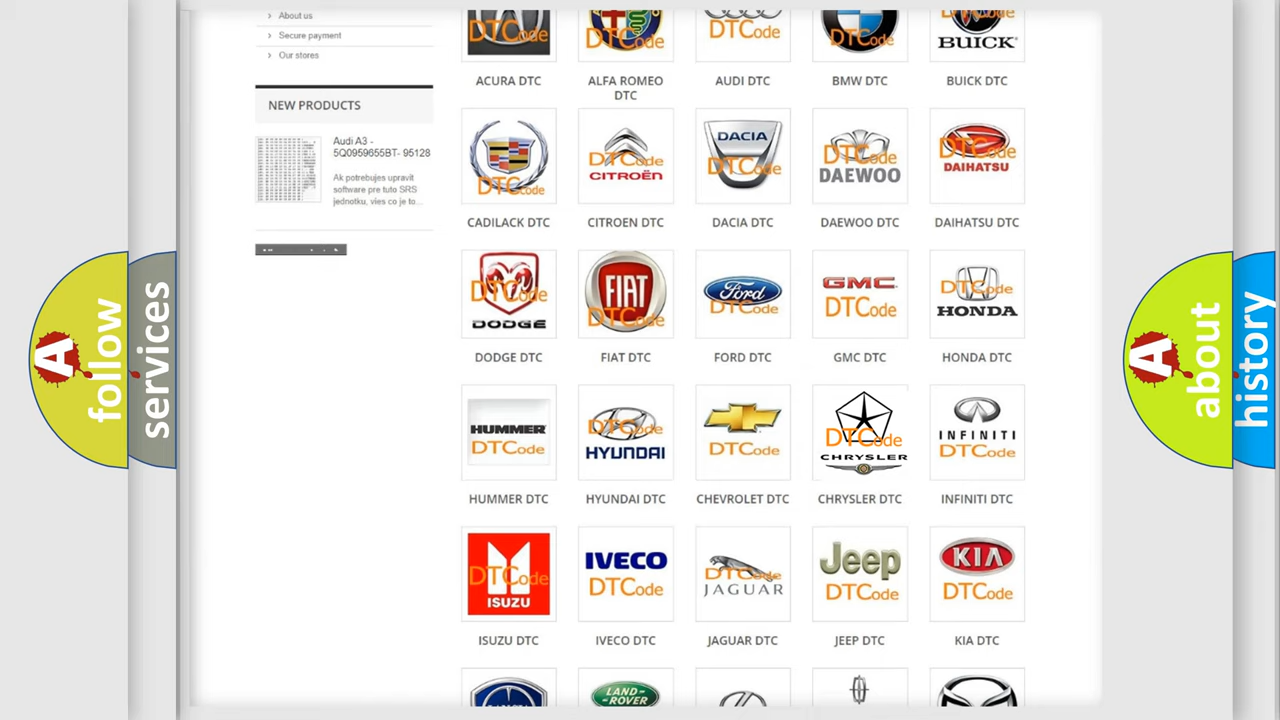 About us
Secure payment
Our stores
NEW PRODUCTS
Audi A3 -
5Q0959655BT- 95128
Ak potrebujes upravit
software pre tuto SRS
jednotku, vies co je to...
DTCode
DTCode
DTCode
DTCode
BUICK
ACURA DTC
ALFA ROMEO
DTC
AUDI DTC
BMW DTC
BUICK DTC
DTCode
DTCode
CITROËN
DACIA
DTCode
DTCode
DAEWOO
DTCode
DAIHATSU
CADILACK DTC
CITROEN DTC
DACIA DTC
DAEWOO DTC
DAIHATSU DTC
DTCode
DODGE
FIAT
DTCode
Ford
DTCode
GMC
DTCode
DTCode
HONDA
DODGE DTC
FIAT DTC
FORD DTC
GMC DTC
HONDA DTC
HUMMER
DTCode
DTCode
HYUNDAI
DTCode
DTCode
CHRYSLER
INFINITI
DTCode
HUMMER DTC
HYUNDAI DTC
CHEVROLET DTC
CHRYSLER DTC
INFINITI DTC
DTCode
ISUZU
IVECO
DTCode
DTCode
JAGUAR
Jeep
DTCode
KIA
DTCode
ISUZU DTC
IVECO DTC
JAGUAR DTC
JEEP DTC
KIA DTC
LAND-
ROVER
A
follow
services
A
about
history